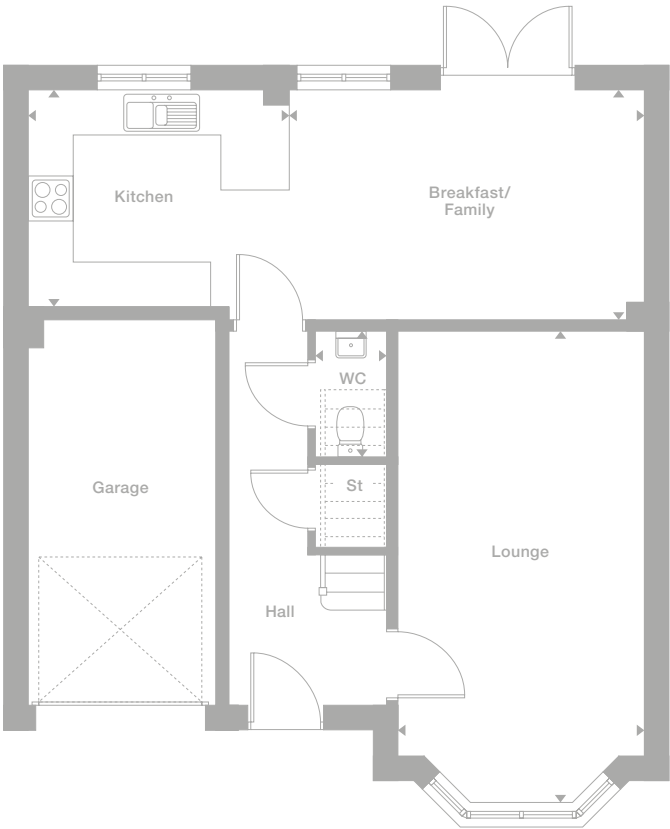 Kitchen
Breakfast/
Family
WC
Garage
St
Lounge
Hall